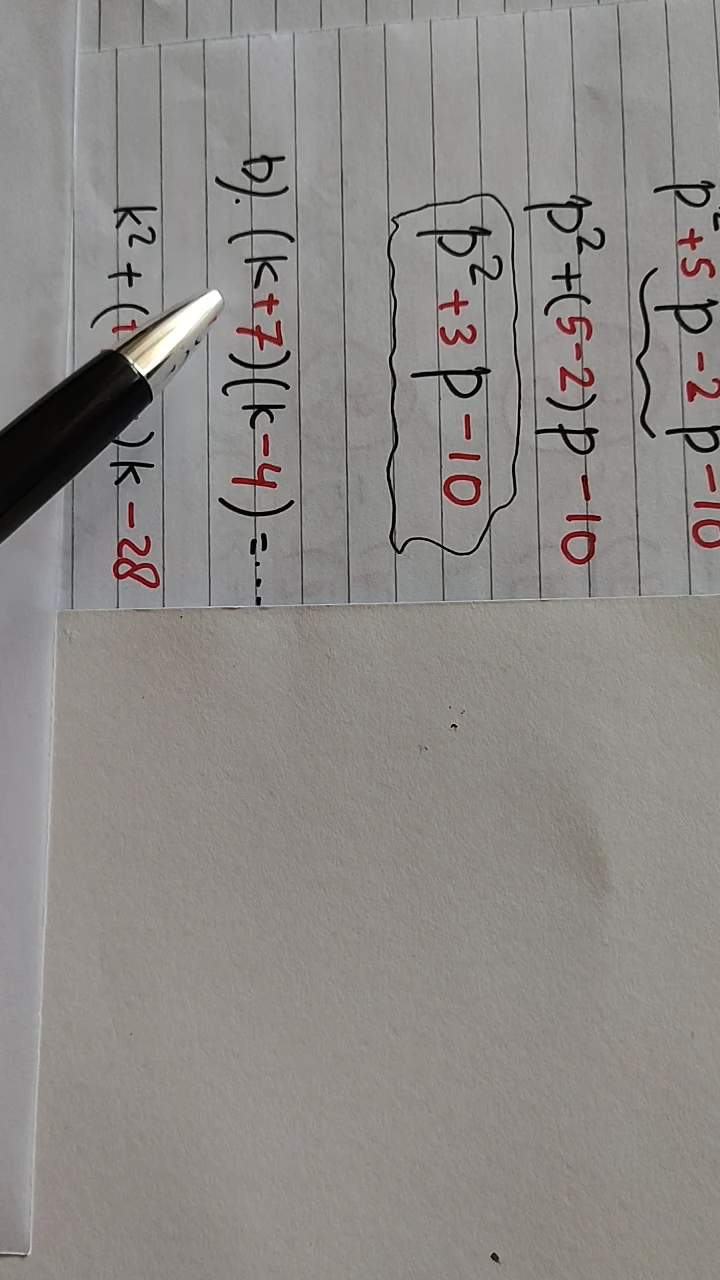 p² +5p -2p -10
p² + (5-2)p -10
p² +3p -10
b). (k+7)(k-4) =....
k² + ( )k -28